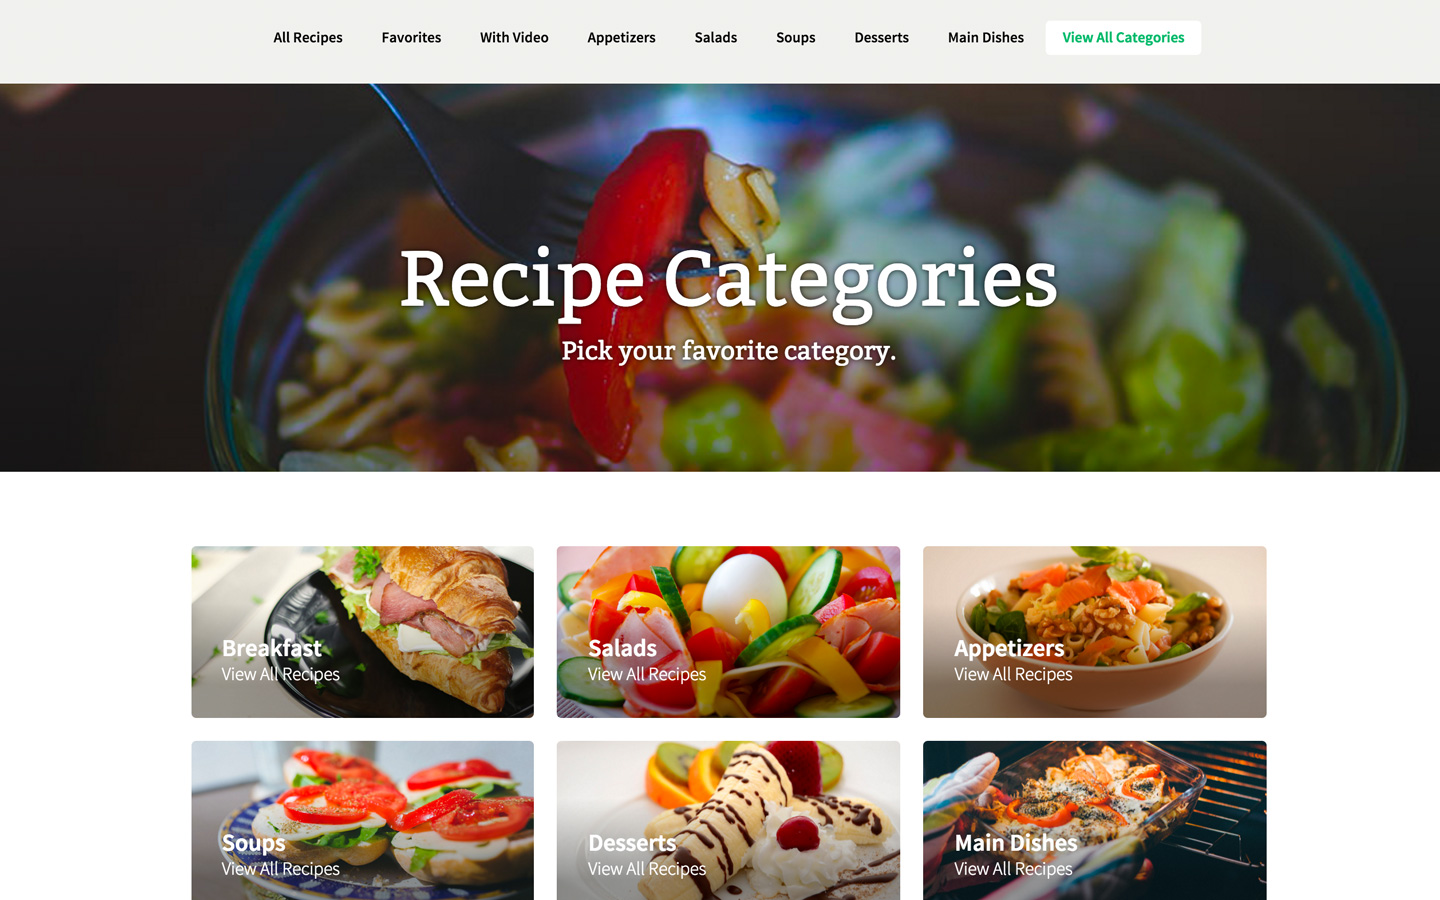 All Recipes Favorites With Video Appetizers Salads Soups Desserts Main Dishes View All Categories
Recipe Categories
Pick your favorite category.
Breakfast
View All Recipes
Salads
View All Recipes
Appetizers
View All Recipes
Soups
View All Recipes
Desserts
View All Recipes
Main Dishes
View All Recipes